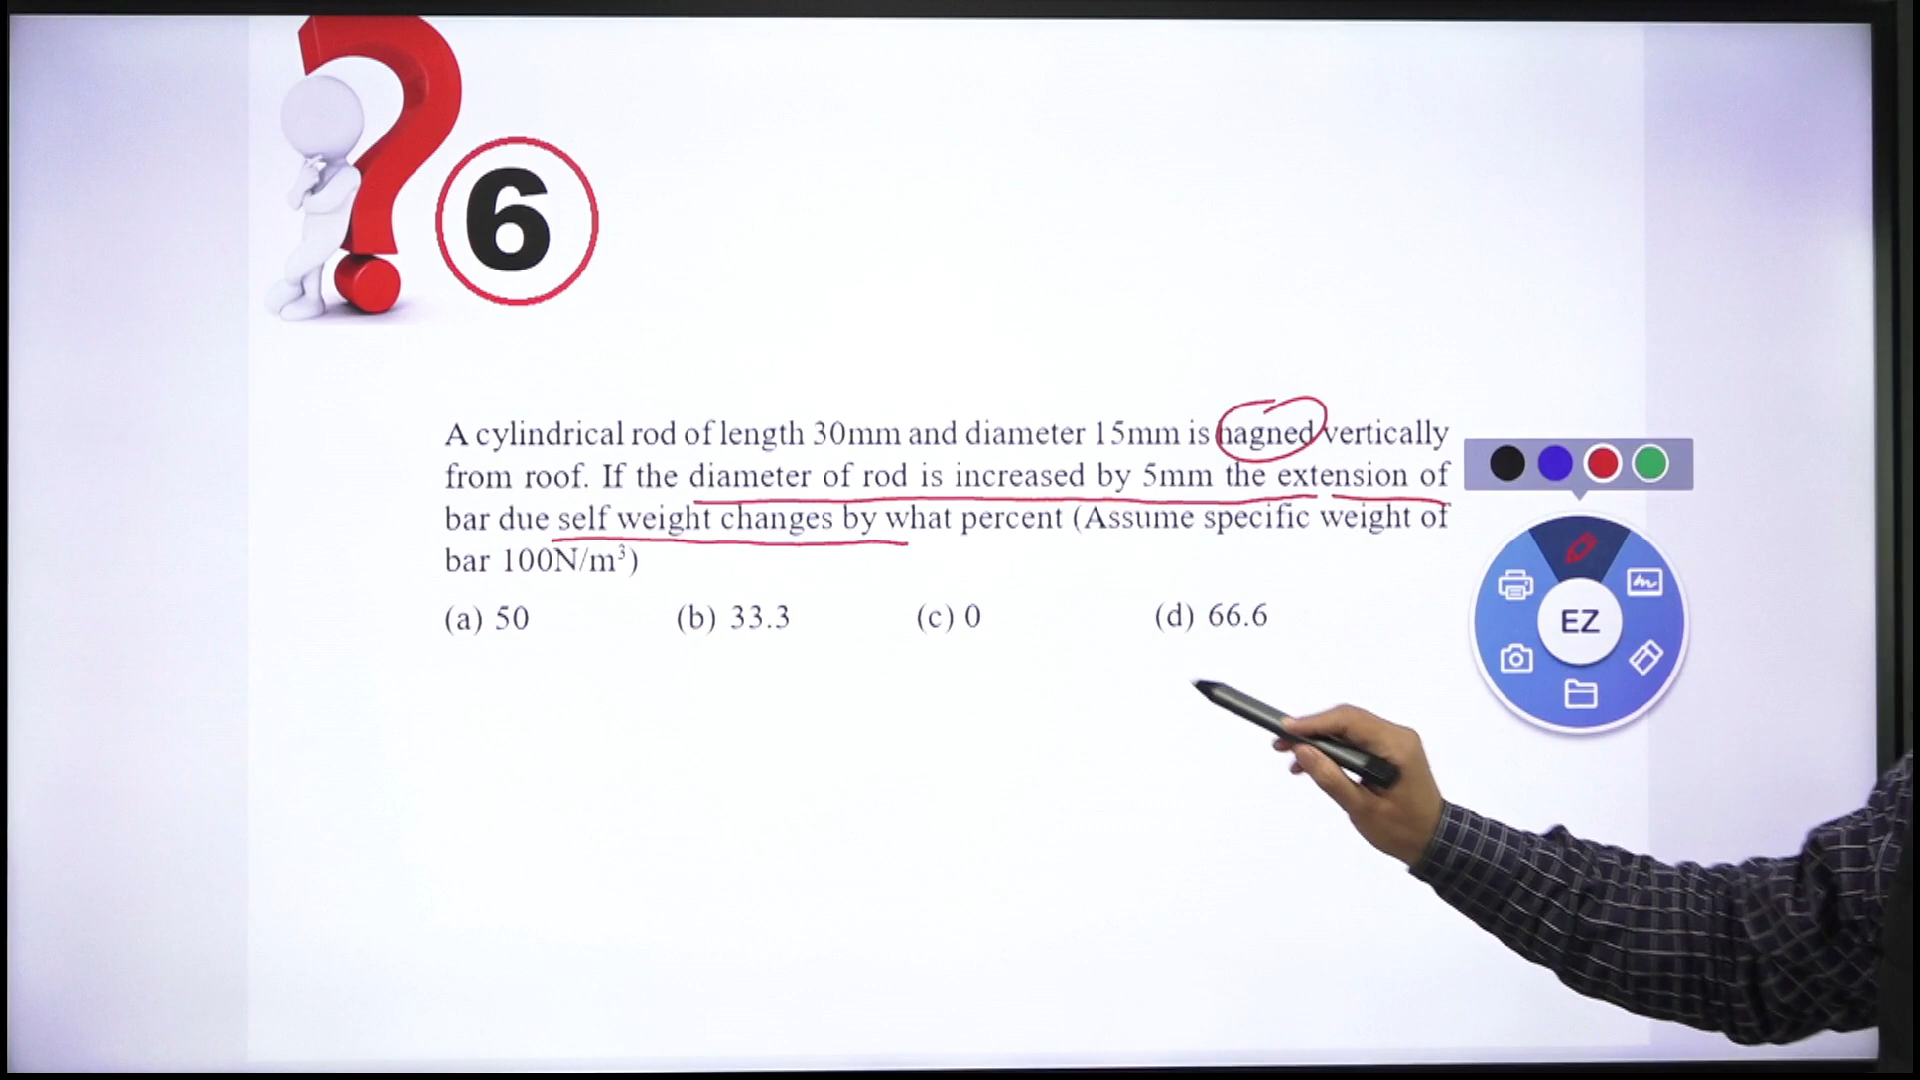 6
A cylindrical rod of length 30mm and diameter 15mm is hagned vertically
from roof. If the diameter of rod is increased by 5mm the extension of
bar due self weight changes by what percent (Assume specific weight of
bar 100N/m³)
(a) 50 (b) 33.3 (c) 0 (d) 66.6
EZ